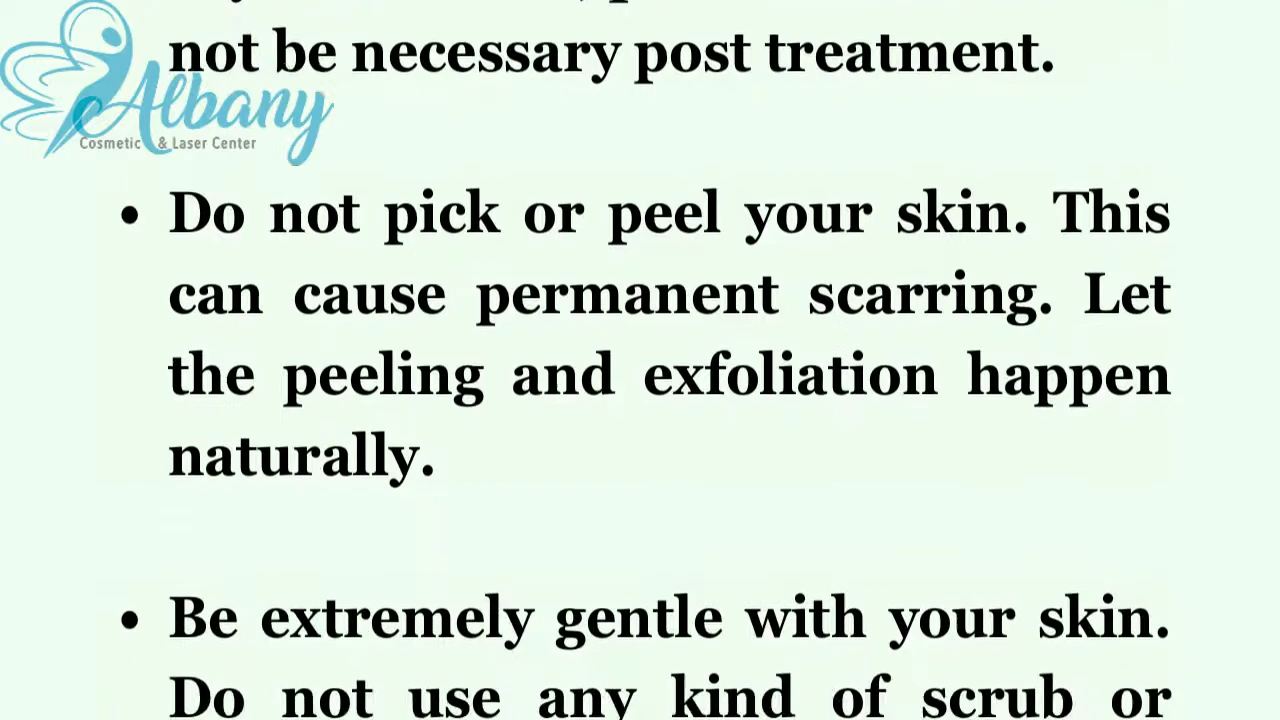 not be necessary post treatment.
Albany
Cosmetic & Laser Center
• Do not pick or peel your skin. This
can cause permanent scarring. Let
the peeling and exfoliation happen
naturally.
• Be extremely gentle with your skin.
Do not use any kind of scrub or